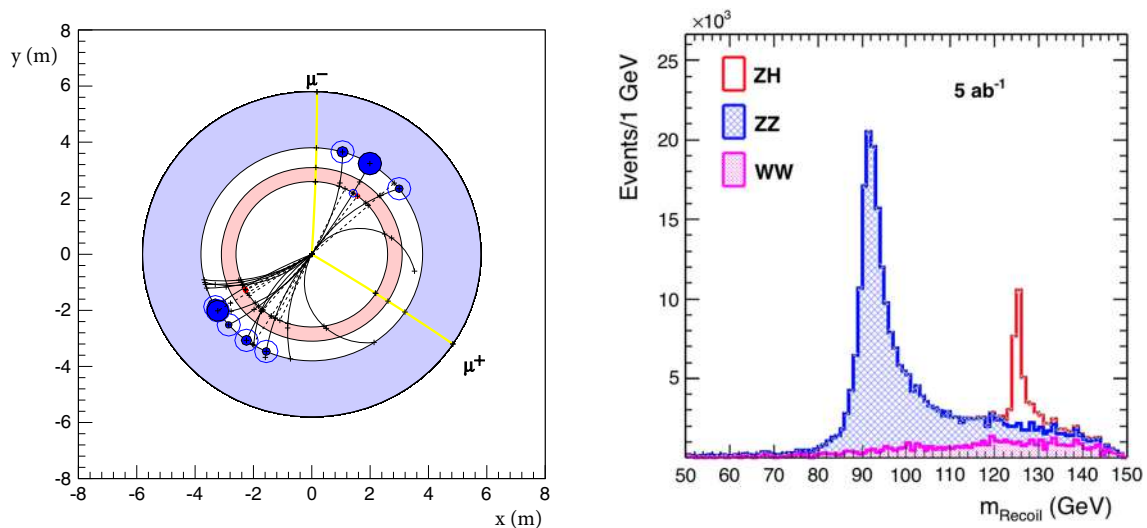 y (m)
8
6
4
2
0
-2
-4
-6
-8
μ−
μ+
-8 -6 -4 -2 0 2 4 6 8
x (m)
×10³
Events/1 GeV
25
20
15
10
5
ZH
ZZ
WW
5 ab⁻¹
50 60 70 80 90 100 110 120 130 140 150
mRecoil (GeV)